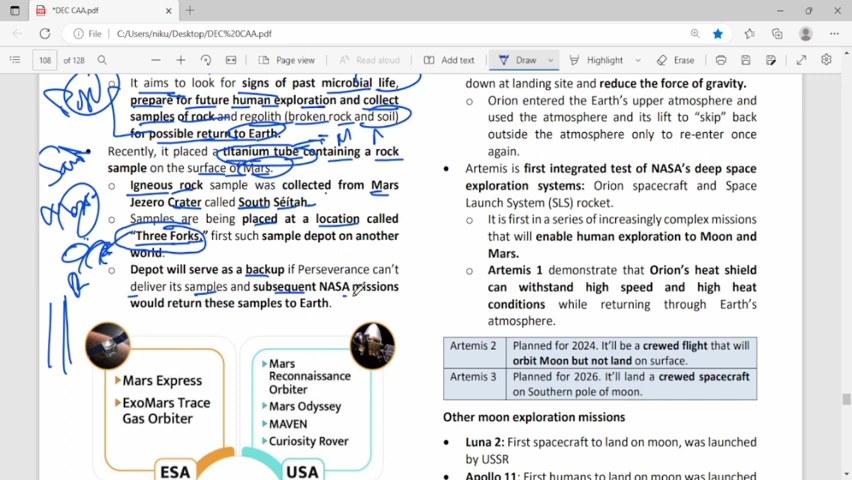 *DEC CAA.pdf
File
C:/Users/niku/Desktop/DEC%20CAA.pdf
108 of 128
Page view
Read aloud
Add text
Draw
Highlight
Erase
It aims to look for signs of past microbial life,
prepare for future human exploration and collect
samples of rock and regolith (broken rock and soil)
for possible return to Earth.
Recently, it placed a titanium tube containing a rock
sample on the surface of Mars.
Igneous rock sample was collected from Mars
Jezero Crater called South Séítah.
Samples are being placed at a location called
"Three Forks," first such sample depot on another
world.
Depot will serve as a backup if Perseverance can't
deliver its samples and subsequent NASA missions
would return these samples to Earth.
Mars Express
ExoMars Trace
Gas Orbiter
ESA
Mars
Reconnaissance
Orbiter
Mars Odyssey
MAVEN
Curiosity Rover
USA
down at landing site and reduce the force of gravity.
Orion entered the Earth's upper atmosphere and
used the atmosphere and its lift to "skip" back
outside the atmosphere only to re-enter once
again.
Artemis is first integrated test of NASA's deep space
exploration systems: Orion spacecraft and Space
Launch System (SLS) rocket.
It is first in a series of increasingly complex missions
that will enable human exploration to Moon and
Mars.
Artemis 1 demonstrate that Orion's heat shield
can withstand high speed and high heat
conditions while returning through Earth's
atmosphere.
Artemis 2 Planned for 2024. It'll be a crewed flight that will
orbit Moon but not land on surface.
Artemis 3 Planned for 2026. It'll land a crewed spacecraft
on Southern pole of moon.
Other moon exploration missions
Luna 2: First spacecraft to land on moon, was launched
by USSR
Apollo 11: First humans to land on moon was launched